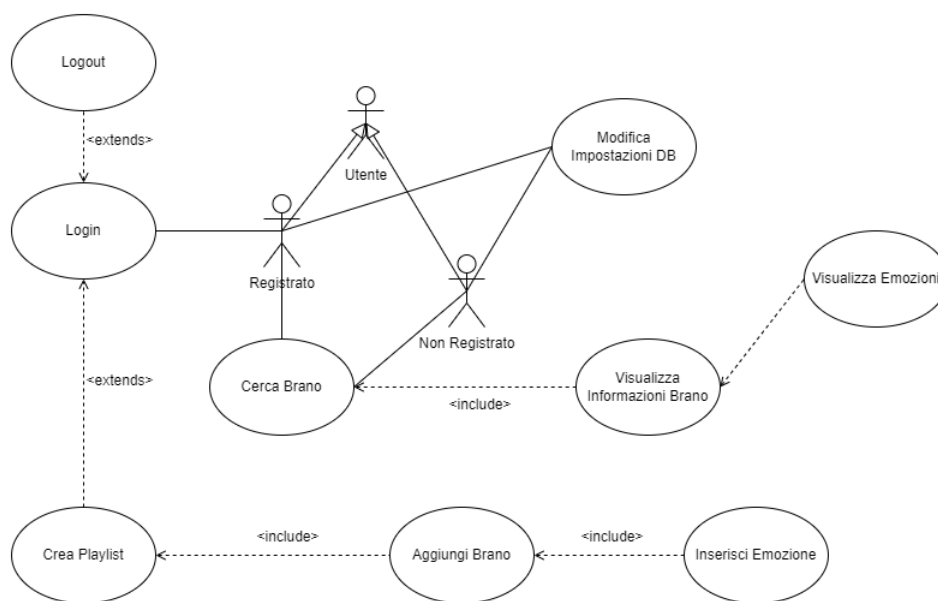 Logout
<extends>
Modifica
Impostazioni DB
Utente
Login
Registrato
Visualizza Emozioni
Non Registrato
<extends>
Cerca Brano
Visualizza
Informazioni Brano
<include>
<include>
<include>
Crea Playlist
Aggiungi Brano
Inserisci Emozione